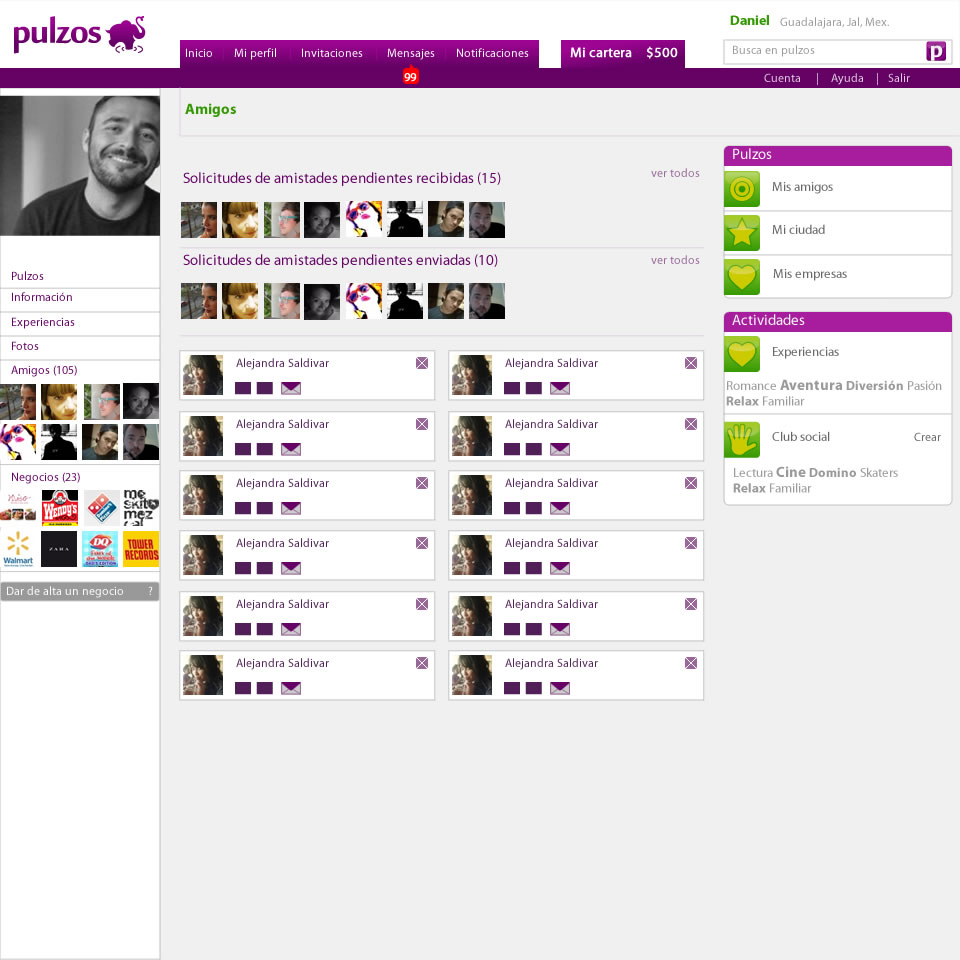 pulzos
Inicio
Mi perfil
Invitaciones
Mensajes
Notificaciones
99
Mi cartera $500
Daniel Guadalajara, Jal, Mex.
Busca en pulzos
p
Cuenta | Ayuda | Salir
Pulzos
Información
Experiencias
Fotos
Amigos (105)
Negocios (23)
Wendy's
me
skito
mez
cal
Walmart
ZARA
DQ
TOWER
RECORDS
Dar de alta un negocio ?
Amigos
Solicitudes de amistades pendientes recibidas (15)
ver todos
Solicitudes de amistades pendientes enviadas (10)
ver todos
Alejandra Saldivar
Alejandra Saldivar
Alejandra Saldivar
Alejandra Saldivar
Alejandra Saldivar
Alejandra Saldivar
Alejandra Saldivar
Alejandra Saldivar
Alejandra Saldivar
Alejandra Saldivar
Alejandra Saldivar
Alejandra Saldivar
Pulzos
Mis amigos
Mi ciudad
Mis empresas
Actividades
Experiencias
Romance Aventura Diversión Pasión
Relax Familiar
Club social Crear
Lectura Cine Domino Skaters
Relax Familiar